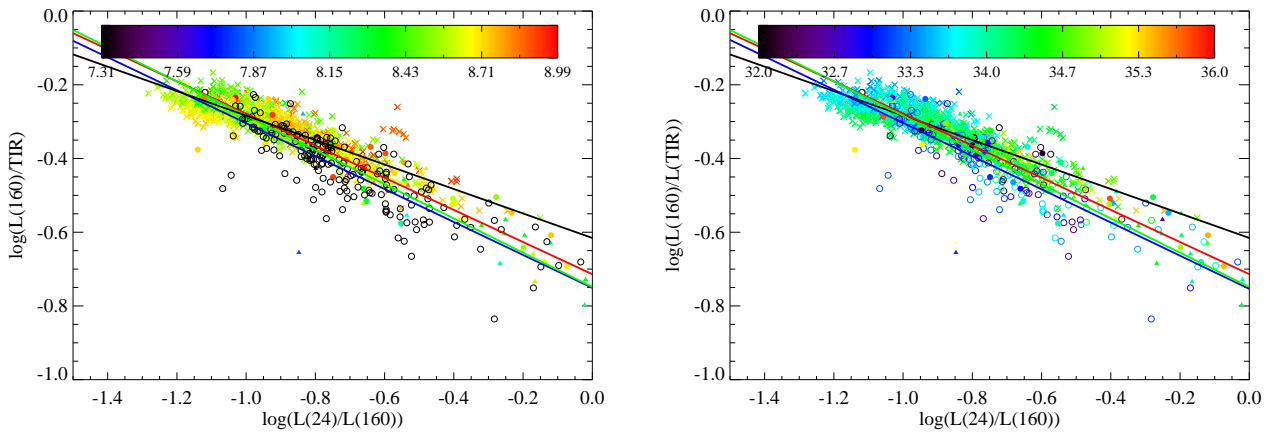 0.0
7.31 7.59 7.87 8.15 8.43 8.71 8.99
-0.2
-0.4
-0.6
-0.8
-1.0
log(L(160)/TIR)
-1.4 -1.2 -1.0 -0.8 -0.6 -0.4 -0.2 0.0
log(L(24)/L(160))
0.0
32.0 32.7 33.3 34.0 34.7 35.3 36.0
-0.2
-0.4
-0.6
-0.8
-1.0
log(L(160)/L(TIR))
-1.4 -1.2 -1.0 -0.8 -0.6 -0.4 -0.2 0.0
log(L(24)/L(160))